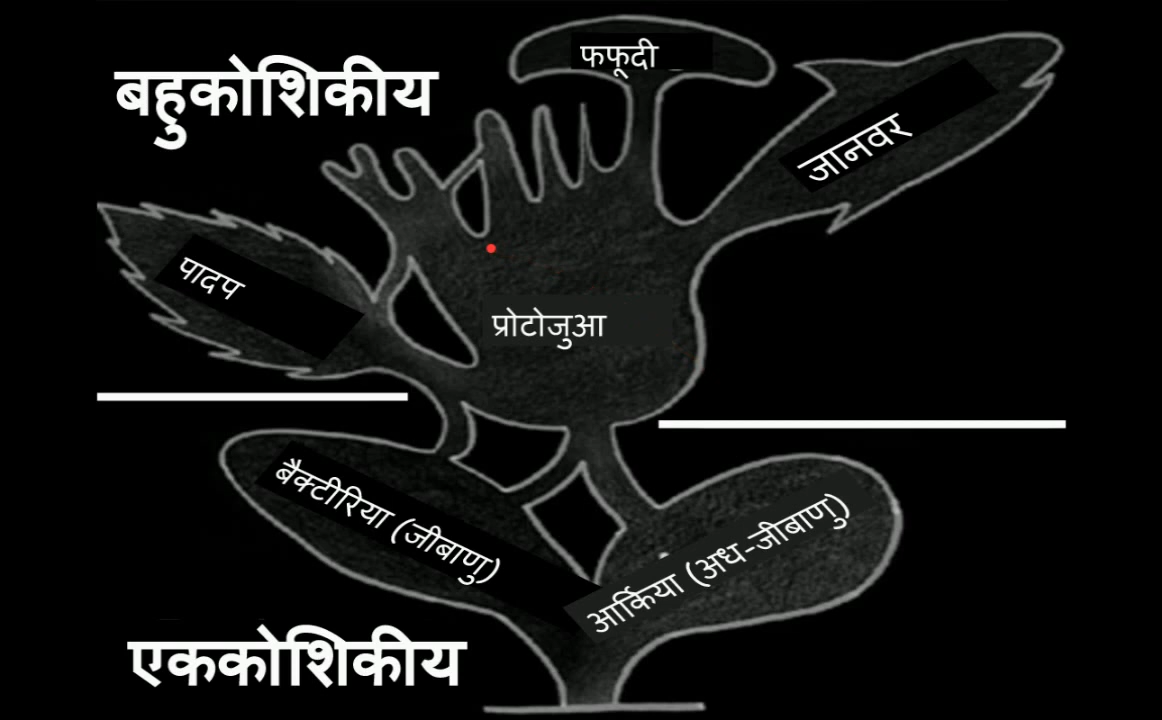 फफूदी
बहुकोशिकीय
जानवर
पादप
प्रोटोजुआ
बैक्टीरिया (जीबाणु)
आर्किया (अध-जीबाणु)
एककोशिकीय